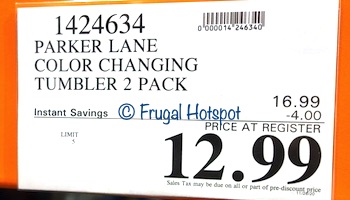 1424634
0000014246340
PARKER LANE
COLOR CHANGING
TUMBLER 2 PACK
16.99
Instant Savings © Frugal Hotspot -4.00
LIMIT
5
PRICE AT REGISTER
12.99
Sales Tax may be due on all or part of pre-discount price